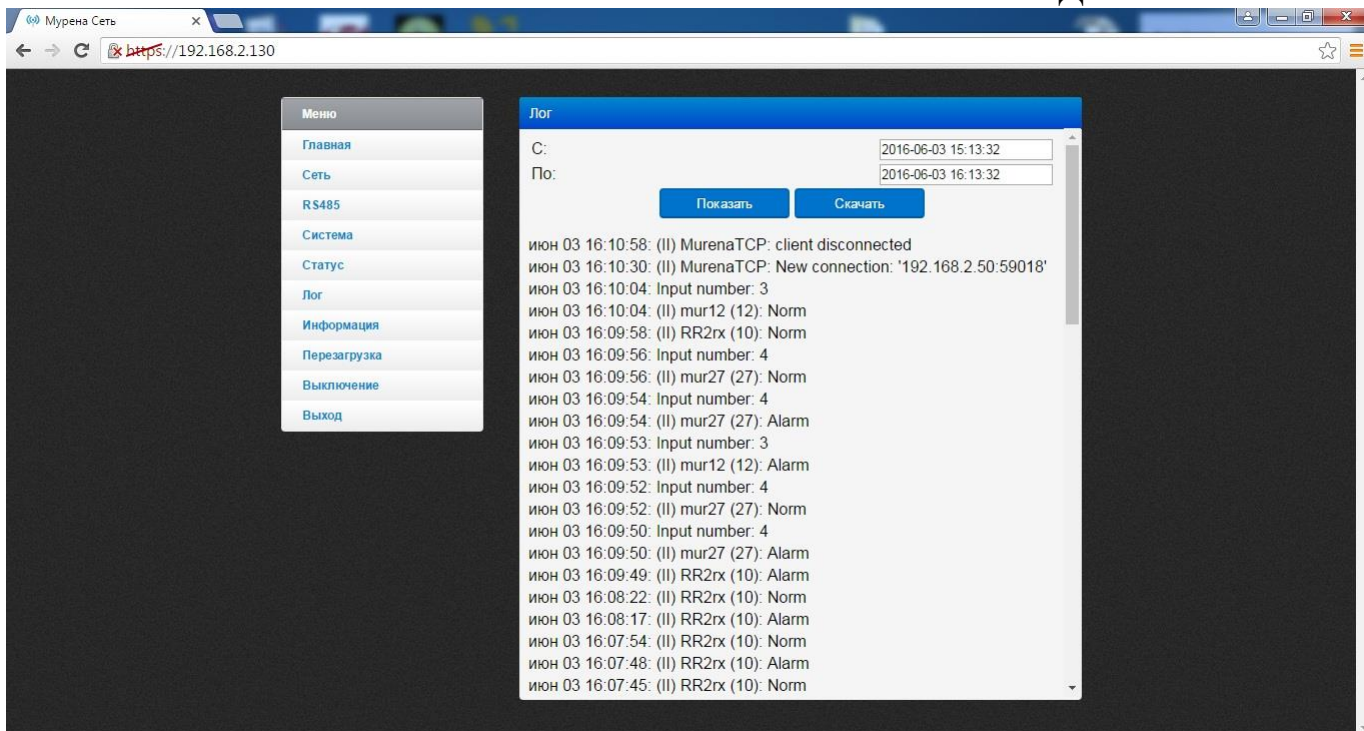 Мурена Сеть
https://192.168.2.130
Меню
Главная
Сеть
RS485
Система
Статус
Лог
Информация
Перезагрузка
Выключение
Выход
Лог
С: 2016-06-03 15:13:32
По: 2016-06-03 16:13:32
Показать Скачать
июн 03 16:10:58: (II) MurenaTCP: client disconnected
июн 03 16:10:30: (II) MurenaTCP: New connection: '192.168.2.50:59018'
июн 03 16:10:04: Input number: 3
июн 03 16:10:04: (II) mur12 (12): Norm
июн 03 16:09:58: (II) RR2rx (10): Norm
июн 03 16:09:56: Input number: 4
июн 03 16:09:56: (II) mur27 (27): Norm
июн 03 16:09:54: Input number: 4
июн 03 16:09:54: (II) mur27 (27): Alarm
июн 03 16:09:53: Input number: 3
июн 03 16:09:53: (II) mur12 (12): Alarm
июн 03 16:09:52: Input number: 4
июн 03 16:09:52: (II) mur27 (27): Norm
июн 03 16:09:50: Input number: 4
июн 03 16:09:50: (II) mur27 (27): Alarm
июн 03 16:09:49: (II) RR2rx (10): Alarm
июн 03 16:08:22: (II) RR2rx (10): Norm
июн 03 16:08:17: (II) RR2rx (10): Alarm
июн 03 16:07:54: (II) RR2rx (10): Norm
июн 03 16:07:48: (II) RR2rx (10): Alarm
июн 03 16:07:45: (II) RR2rx (10): Norm